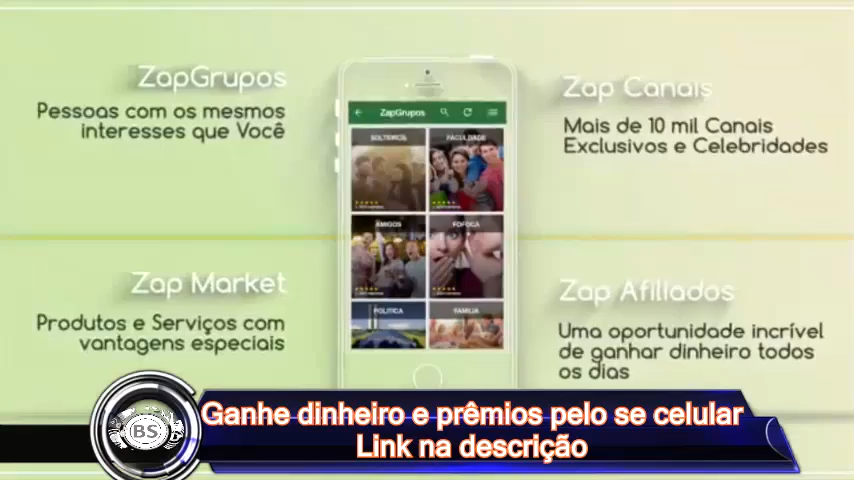 ZapGrupos
Pessoas com os mesmos
interesses que Você
Zap Canais
Mais de 10 mil Canais
Exclusivos e Celebridades
ZapGrupos
SOLTEIROS
FACULDADE
AMIGOS
FOFOCA
POLITICA
FAMILIA
Zap Market
Produtos e Serviços com
vantagens especiais
Zap Afiliados
Uma oportunidade incrível
de ganhar dinheiro todos
os dias
BS
Ganhe dinheiro e prêmios pelo se celular
Link na descrição